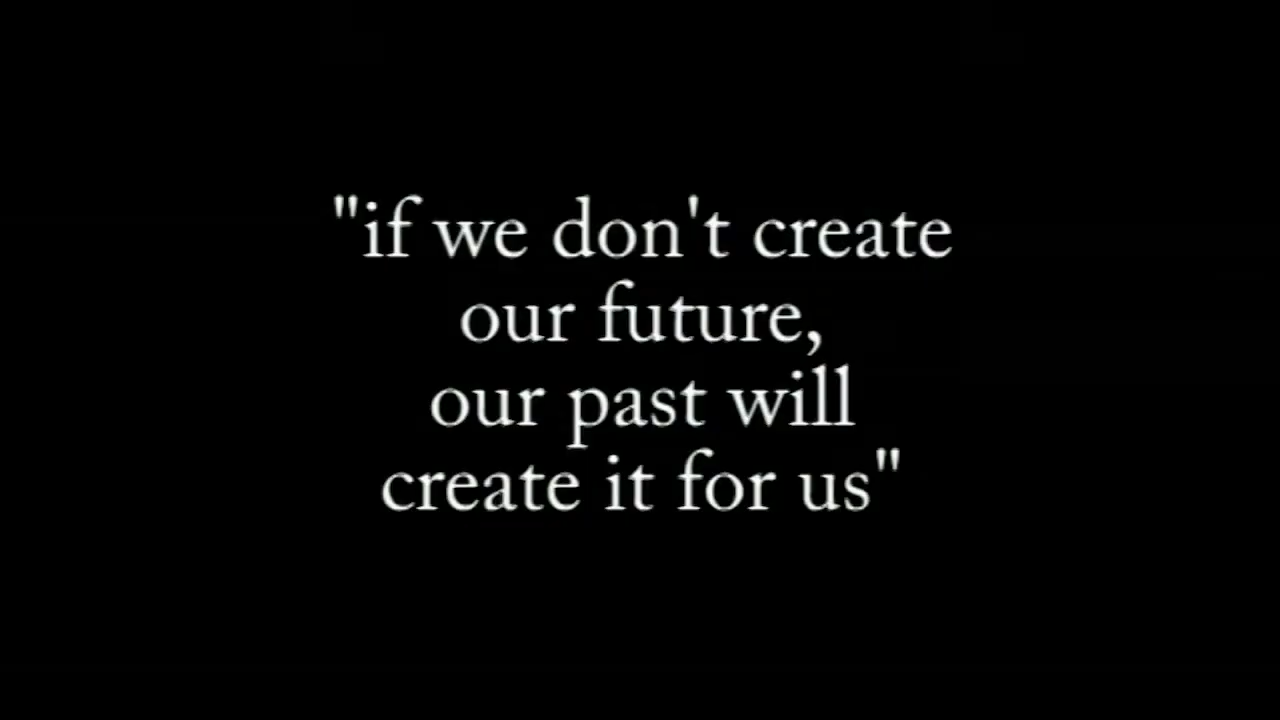 "if we don't create
our future,
our past will
create it for us"